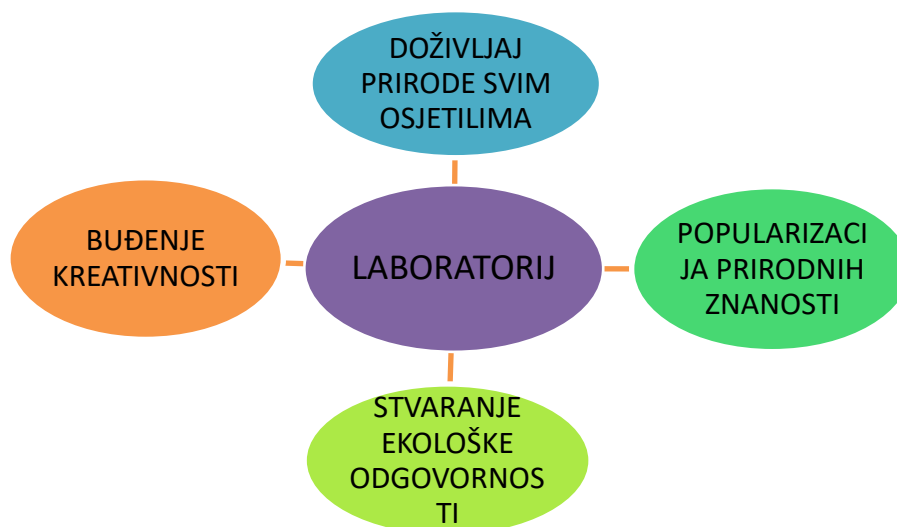 DOŽIVLJAJ
PRIRODE SVIM
OSJETILIMA
BUĐENJE
KREATIVNOSTI
LABORATORIJ
POPULARIZACI
JA PRIRODNIH
ZNANOSTI
STVARANJE
EKOLOŠKE
ODGOVORNOS
TI